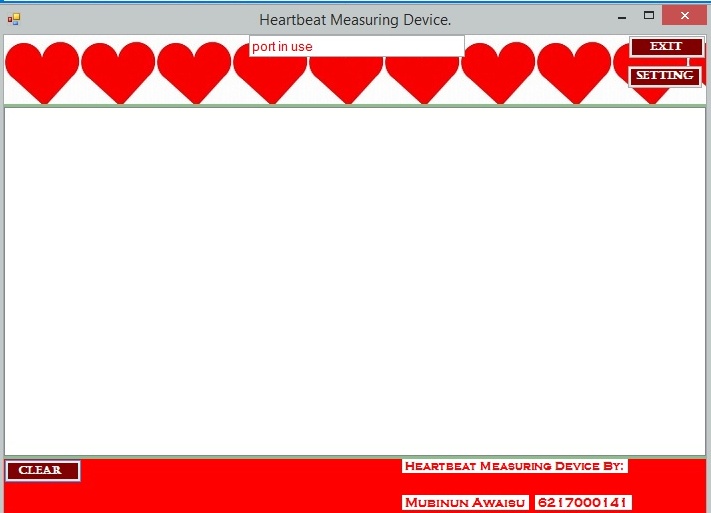 Heartbeat Measuring Device.
port in use
EXIT
SETTING
CLEAR
Heartbeat Measuring Device By:
Mubinun Awaisu 6217000141